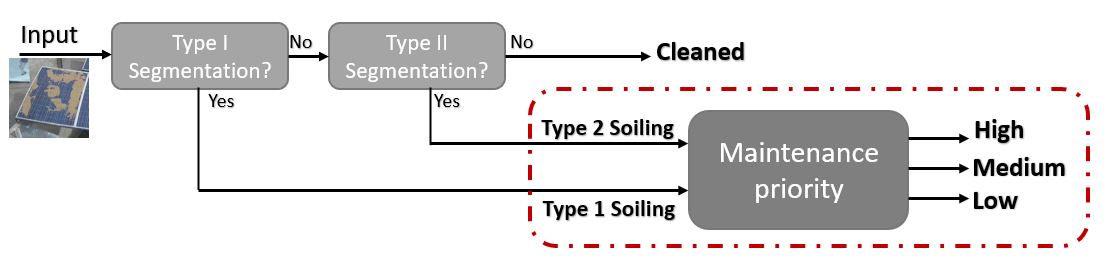 Input
Type I
Segmentation?
No
Type II
Segmentation?
No
Cleaned
Yes
Yes
Type 2 Soiling
Type 1 Soiling
Maintenance
priority
High
Medium
Low